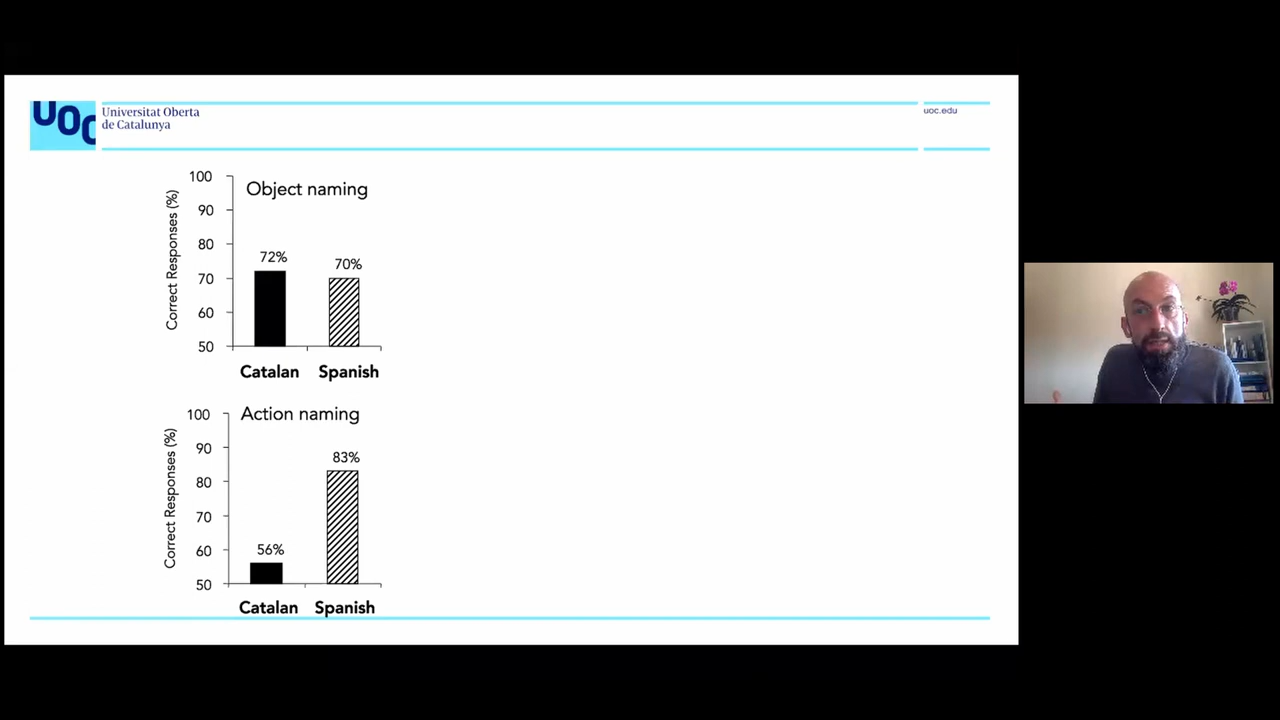 UOC
Universitat Oberta
de Catalunya
uoc.edu
Object naming
Correct Responses (%)
100
90
80
70
60
50
72%
70%
Catalan Spanish
Action naming
Correct Responses (%)
100
90
80
70
60
50
56%
83%
Catalan Spanish